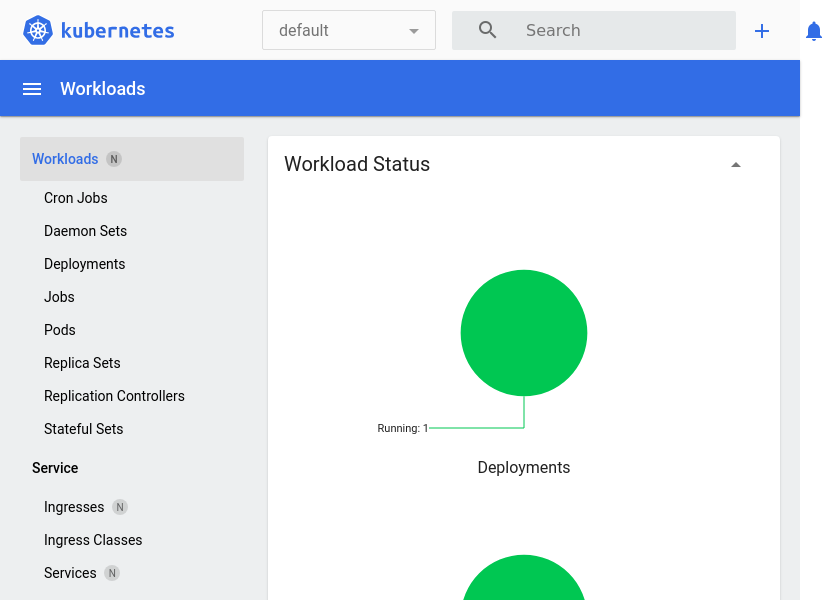 kubernetes
default
Search
Workloads
Workloads N
Cron Jobs
Daemon Sets
Deployments
Jobs
Pods
Replica Sets
Replication Controllers
Stateful Sets
Service
Ingresses N
Ingress Classes
Services N
Workload Status
Running: 1
Deployments